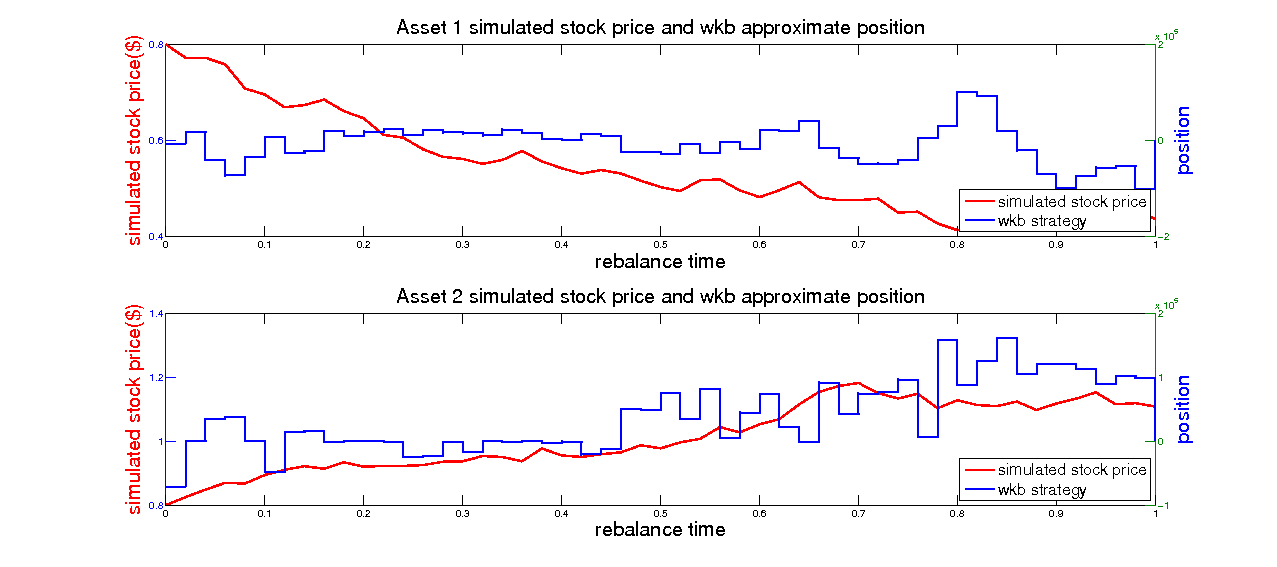 Asset 1 simulated stock price and wkb approximate position
x 10^5
simulated stock price($)
0.8
0.6
0.4
2
0
−2
position
simulated stock price
wkb strategy
0 0.1 0.2 0.3 0.4 0.5 0.6 0.7 0.8 0.9 1
rebalance time
Asset 2 simulated stock price and wkb approximate position
simulated stock price($)
1.4
1.2
1
0.8
2
1
0
−1
position
simulated stock price
wkb strategy
0 0.1 0.2 0.3 0.4 0.5 0.6 0.7 0.8 0.9 1
rebalance time